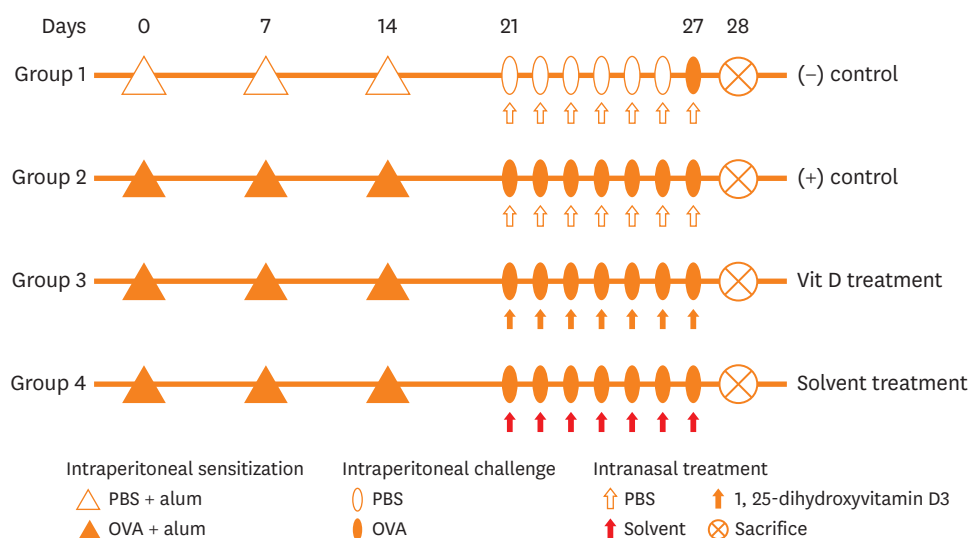 Days 0 7 14 21 27 28
Group 1 (−) control
Group 2 (+) control
Group 3 Vit D treatment
Group 4 Solvent treatment
Intraperitoneal sensitization Intraperitoneal challenge Intranasal treatment
PBS + alum PBS PBS 1, 25-dihydroxyvitamin D3
OVA + alum OVA Solvent Sacrifice